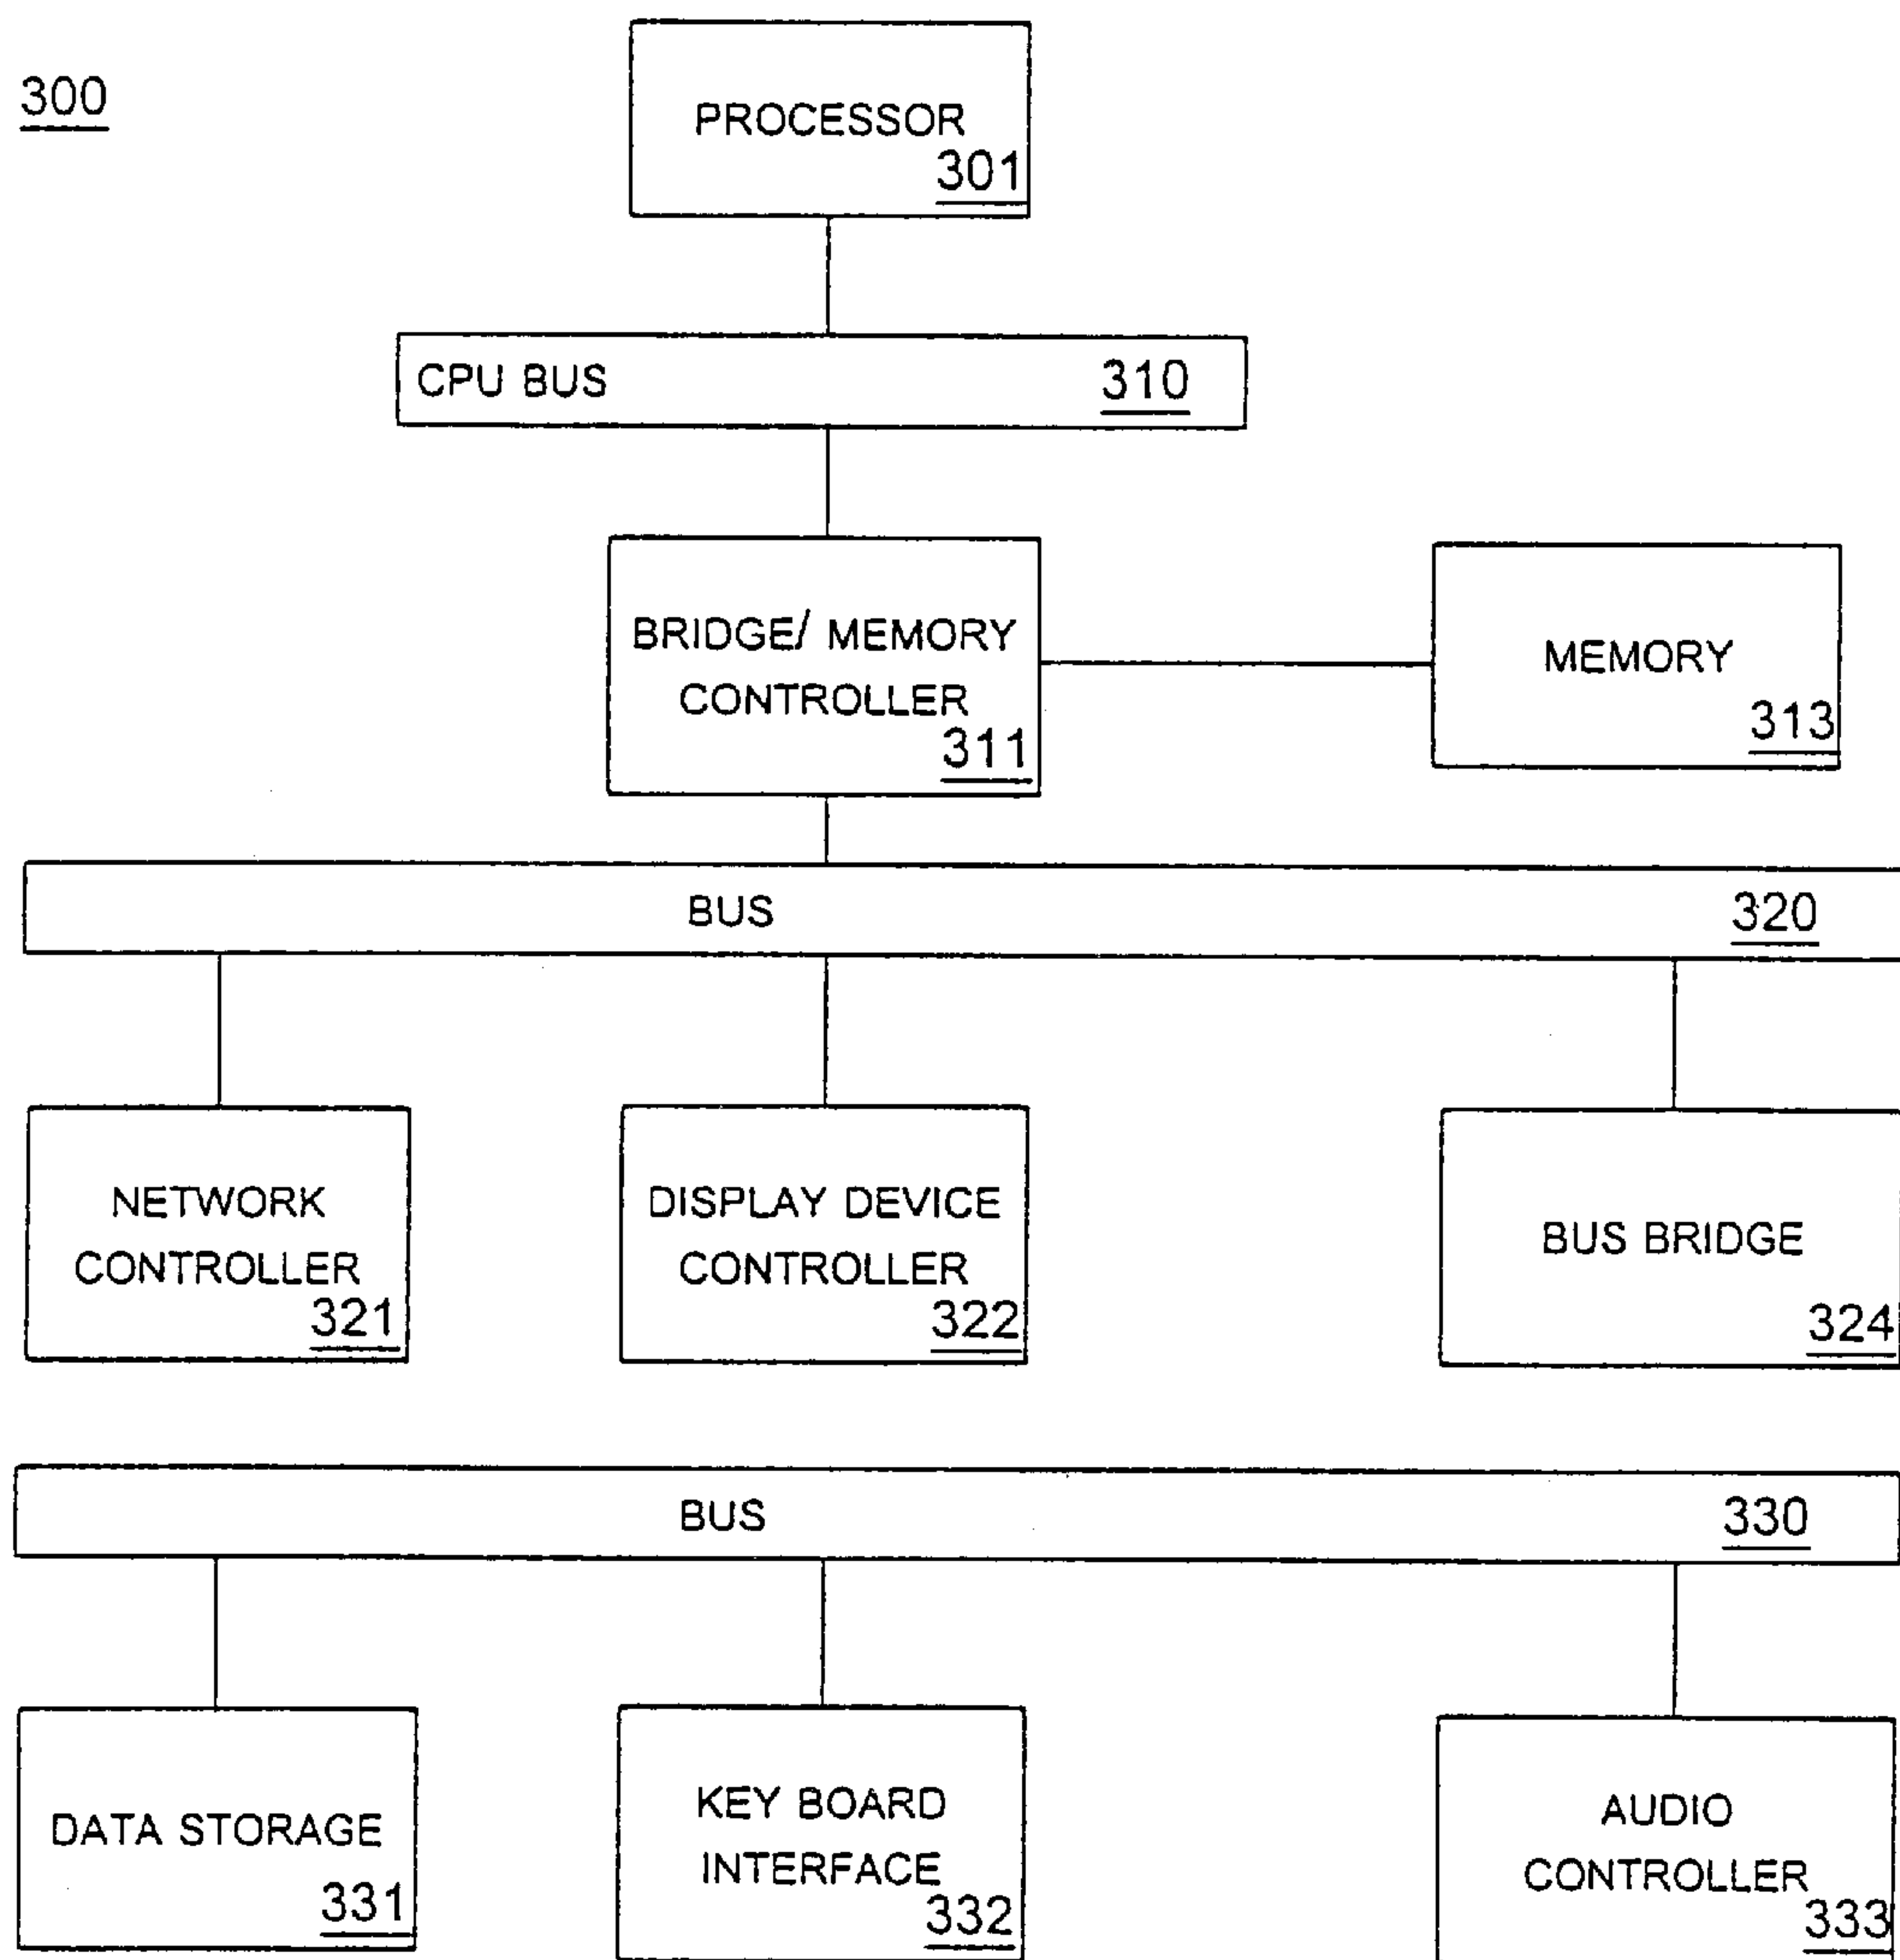 300
PROCESSOR
301
CPU BUS 310
BRIDGE/ MEMORY
CONTROLLER
311
MEMORY
313
BUS 320
NETWORK
CONTROLLER
321
DISPLAY DEVICE
CONTROLLER
322
BUS BRIDGE
324
BUS 330
DATA STORAGE
331
KEY BOARD
INTERFACE
332
AUDIO
CONTROLLER
333